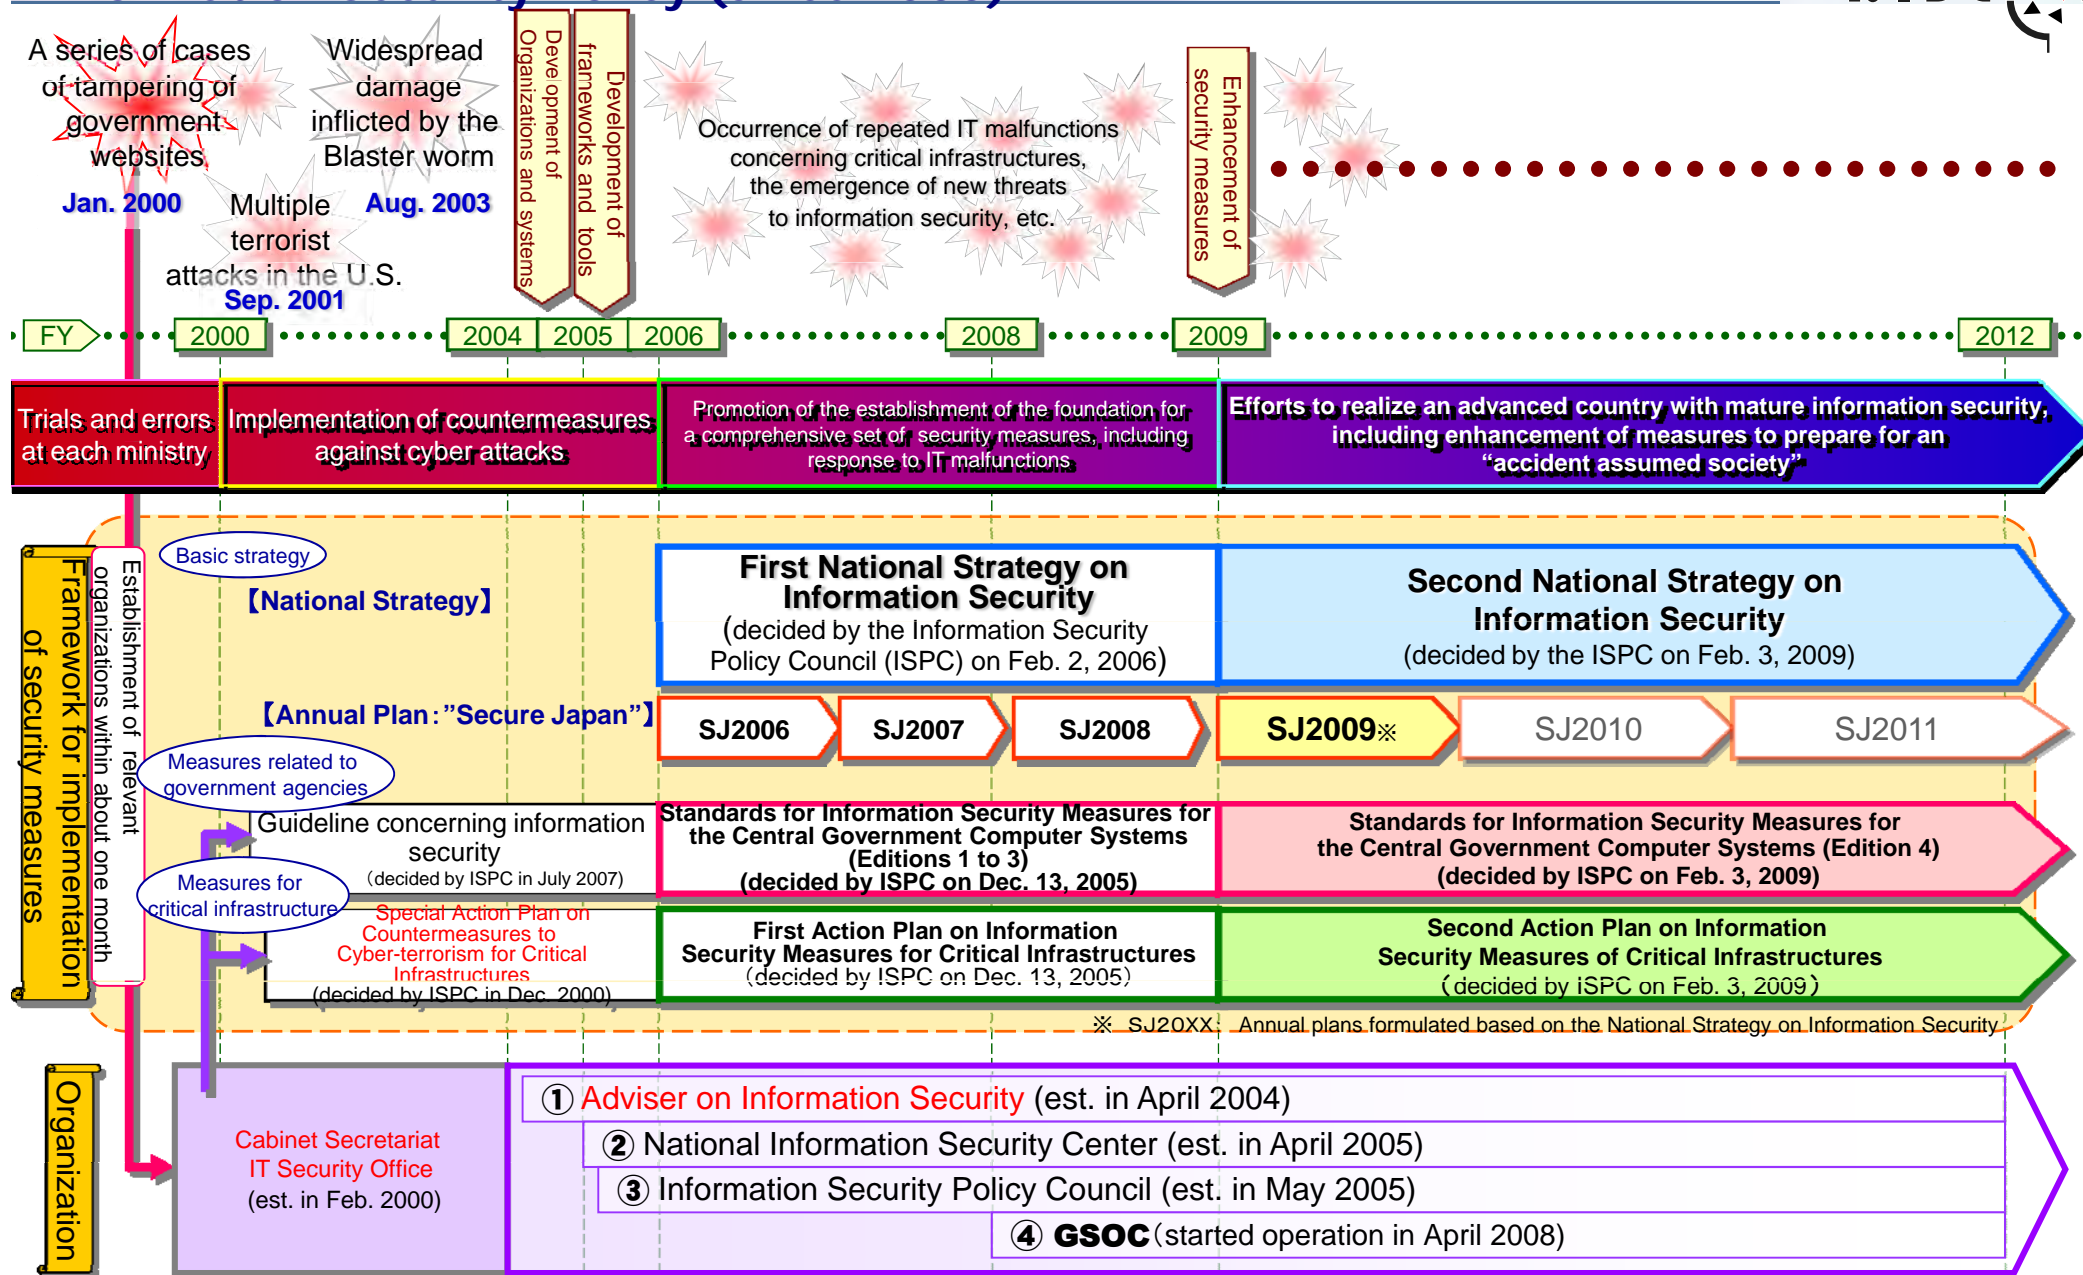 A series of cases
of tampering of
government
websites
Jan. 2000
Widespread
damage
inflicted by the
Blaster worm
Aug. 2003
Multiple
terrorist
attacks in the U.S.
Sep. 2001
Development of
Organizations and systems
Development of
frameworks and tools
Occurrence of repeated IT malfunctions
concerning critical infrastructures,
the emergence of new threats
to information security, etc.
Enhancement of
security measures
FY
2000
2004
2005
2006
2008
2009
2012
Trials and errors
at each ministry
Implementation of countermeasures
against cyber attacks
Promotion of the establishment of the foundation for
a comprehensive set of security measures, including
response to IT malfunctions
Efforts to realize an advanced country with mature information security,
including enhancement of measures to prepare for an
“accident assumed society”
Framework for implementation
of security measures
Establishment of relevant
organizations within about one month
Basic strategy
【National Strategy】
First National Strategy on
Information Security
(decided by the Information Security
Policy Council (ISPC) on Feb. 2, 2006)
Second National Strategy on
Information Security
(decided by the ISPC on Feb. 3, 2009)
【Annual Plan：”Secure Japan”】
SJ2006
SJ2007
SJ2008
SJ2009※
SJ2010
SJ2011
Measures related to
government agencies
Guideline concerning information
security
(decided by ISPC in July 2007)
Standards for Information Security Measures for
the Central Government Computer Systems
(Editions 1 to 3)
(decided by ISPC on Dec. 13, 2005)
Standards for Information Security Measures for
the Central Government Computer Systems (Edition 4)
(decided by ISPC on Feb. 3, 2009)
Measures for
critical infrastructure
Special Action Plan on
Countermeasures to
Cyber-terrorism for Critical
Infrastructures
(decided by ISPC in Dec. 2000)
First Action Plan on Information
Security Measures for Critical Infrastructures
（decided by ISPC on Dec. 13, 2005）
Second Action Plan on Information
Security Measures of Critical Infrastructures
（decided by ISPC on Feb. 3, 2009）
※ SJ20XX: Annual plans formulated based on the National Strategy on Information Security
Organization
Cabinet Secretariat
IT Security Office
(est. in Feb. 2000)
① Adviser on Information Security (est. in April 2004)
② National Information Security Center (est. in April 2005)
③ Information Security Policy Council (est. in May 2005)
④ GSOC（started operation in April 2008)